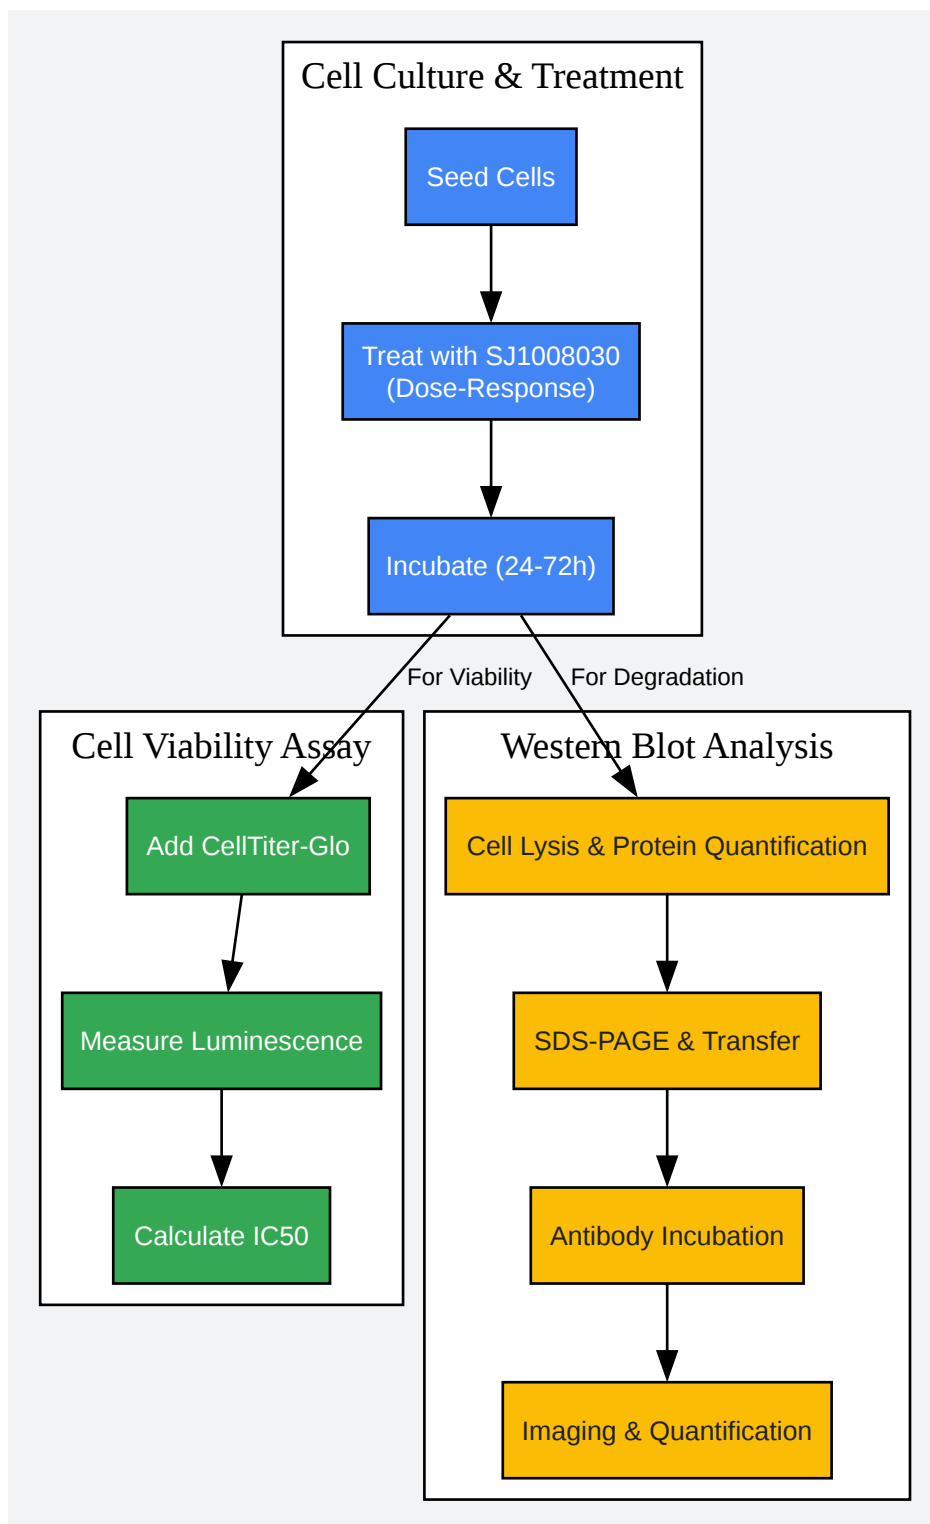 Cell Culture & Treatment
Seed Cells
Treat with SJ1008030
(Dose-Response)
Incubate (24-72h)
For Viability
For Degradation
Cell Viability Assay
Add CellTiter-Glo
Measure Luminescence
Calculate IC50
Western Blot Analysis
Cell Lysis & Protein Quantification
SDS-PAGE & Transfer
Antibody Incubation
Imaging & Quantification